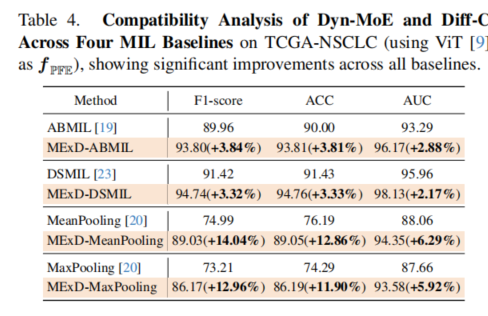 Table 4. Compatibility Analysis of Dyn-MoE and Diff-C
Across Four MIL Baselines on TCGA-NSCLC (using ViT [9]
as f_PFE), showing significant improvements across all baselines.
Method F1-score ACC AUC
ABMIL [19] 89.96 90.00 93.29
MExD-ABMIL 93.80(+3.84%) 93.81(+3.81%) 96.17(+2.88%)
DSMIL [23] 91.42 91.43 95.96
MExD-DSMIL 94.74(+3.32%) 94.76(+3.33%) 98.13(+2.17%)
MeanPooling [20] 74.99 76.19 88.06
MExD-MeanPooling 89.03(+14.04%) 89.05(+12.86%) 94.35(+6.29%)
MaxPooling [20] 73.21 74.29 87.66
MExD-MaxPooling 86.17(+12.96%) 86.19(+11.90%) 93.58(+5.92%)